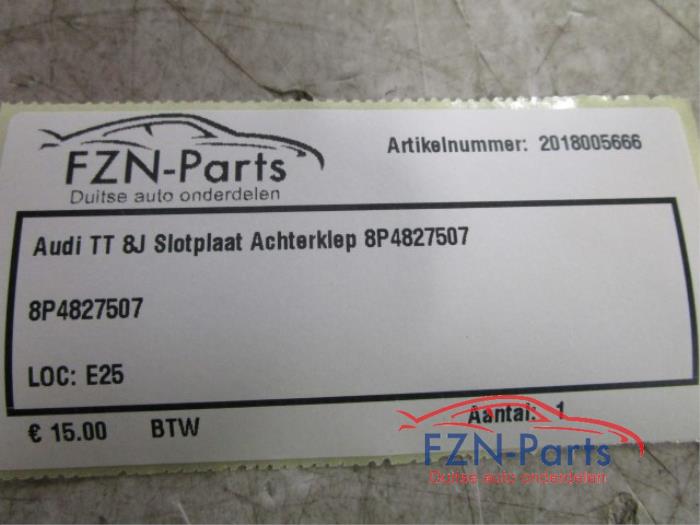 FZN-Parts
Duitse auto onderdelen
Artikelnummer: 2018005666
Audi TT 8J Slotplaat Achterklep 8P4827507
8P4827507
LOC: E25
€ 15.00 BTW Aantal: 1
FZN-Parts
Duitse auto onderdelen